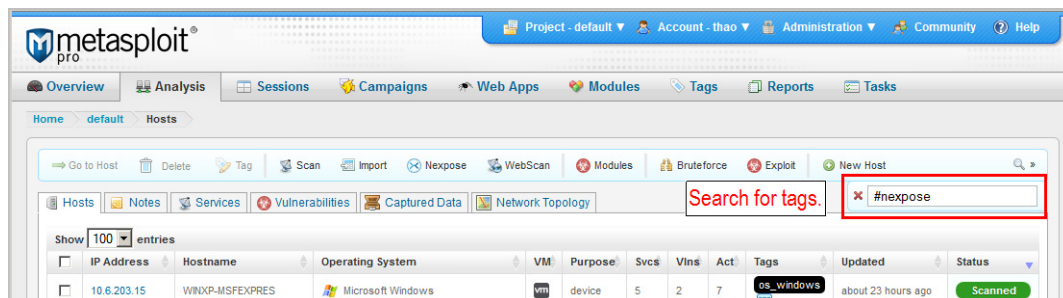 Project - default ▼ Account - thao ▼ Administration ▼ Community Help
metasploit®
pro
Overview Analysis Sessions Campaigns Web Apps Modules Tags Reports Tasks
Home default Hosts
Go to Host Delete Tag Scan Import Nexpose WebScan Modules Bruteforce Exploit New Host
Search for tags. #nexpose
Hosts Notes Services Vulnerabilities Captured Data Network Topology
Show 100 entries
IP Address Hostname Operating System VM Purpose Svcs Vlns Act Tags Updated Status
10.6.203.15 WINXP-MSFEXPRES Microsoft Windows vm device 5 2 7 os_windows about 23 hours ago Scanned